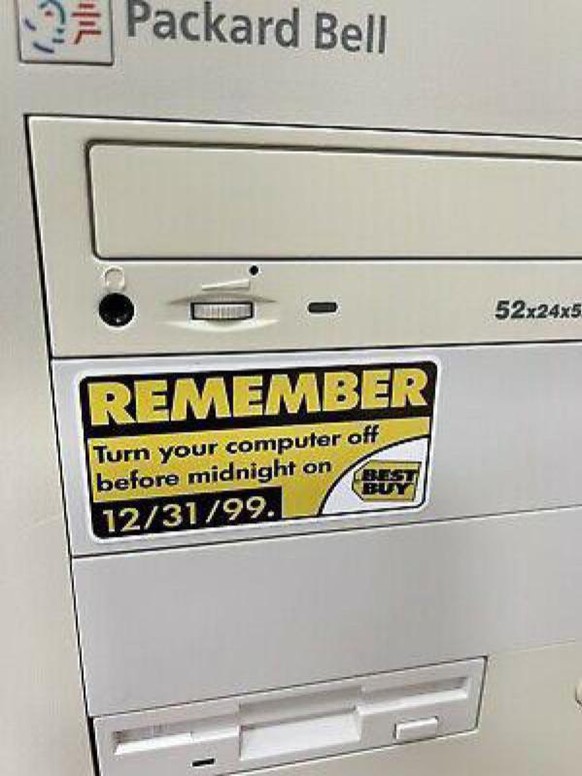 Packard Bell
52x24x5
REMEMBER
Turn your computer off
before midnight on
12/31/99.
BEST
BUY